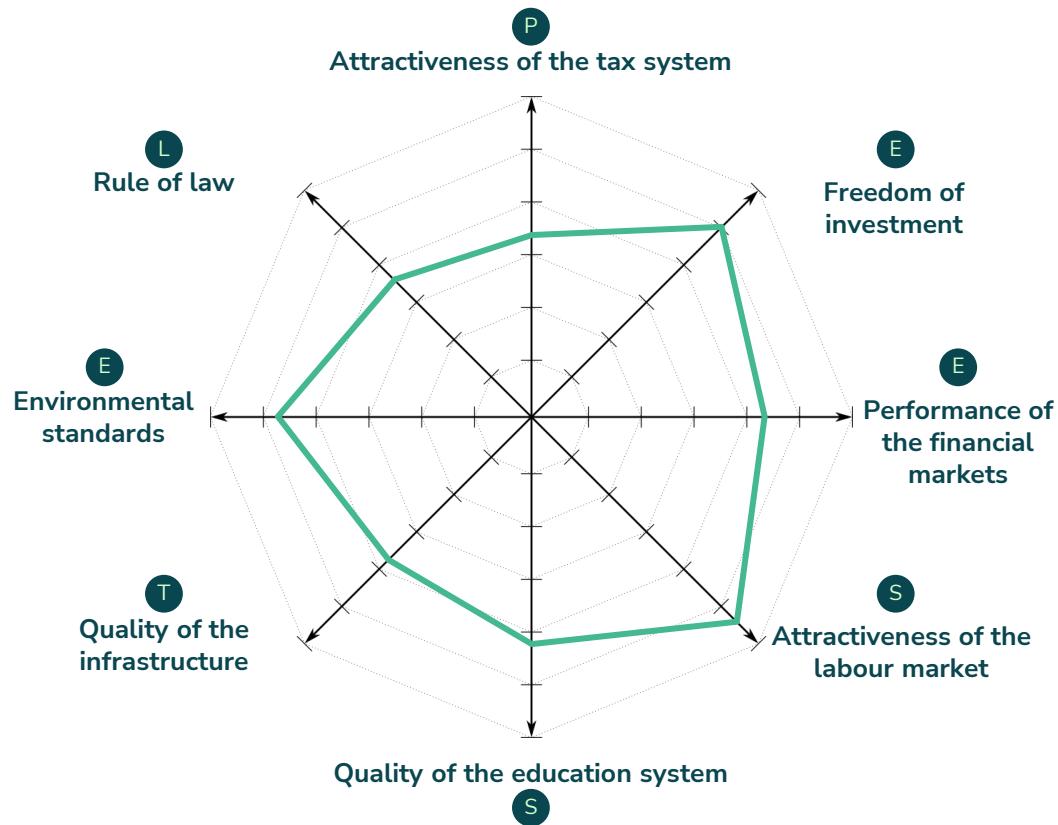 P
Attractiveness of the tax system
L
Rule of law
E
Freedom of
investment
E
Environmental
standards
E
Performance of
the financial
markets
T
Quality of the
infrastructure
S
Attractiveness of the
labour market
Quality of the education system
S